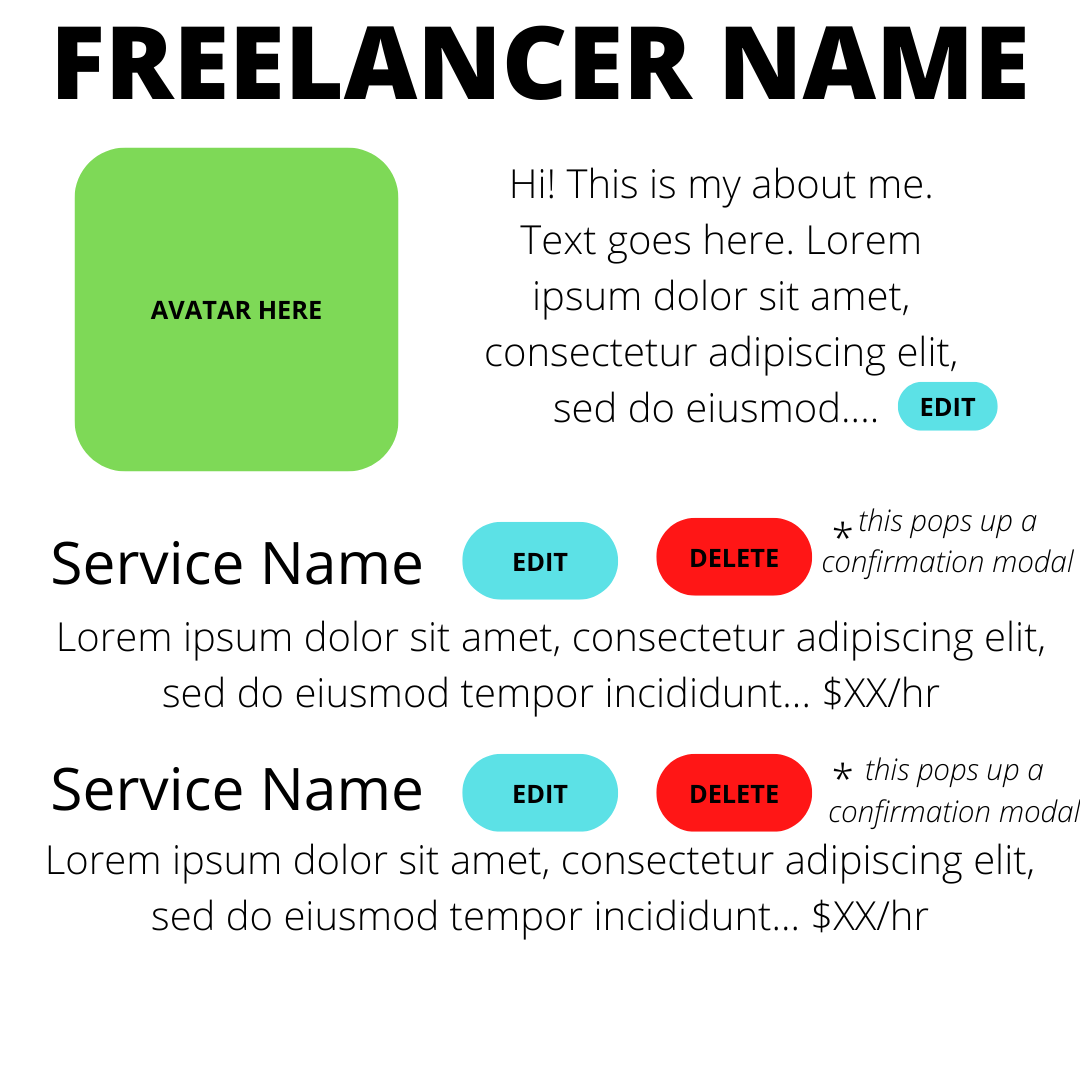 FREELANCER NAME
AVATAR HERE
Hi! This is my about me.
Text goes here. Lorem
ipsum dolor sit amet,
consectetur adipiscing elit,
sed do eiusmod....
EDIT
Service Name
EDIT
DELETE
* this pops up a
confirmation modal
Lorem ipsum dolor sit amet, consectetur adipiscing elit,
sed do eiusmod tempor incididunt... $XX/hr
Service Name
EDIT
DELETE
* this pops up a
confirmation modal
Lorem ipsum dolor sit amet, consectetur adipiscing elit,
sed do eiusmod tempor incididunt... $XX/hr